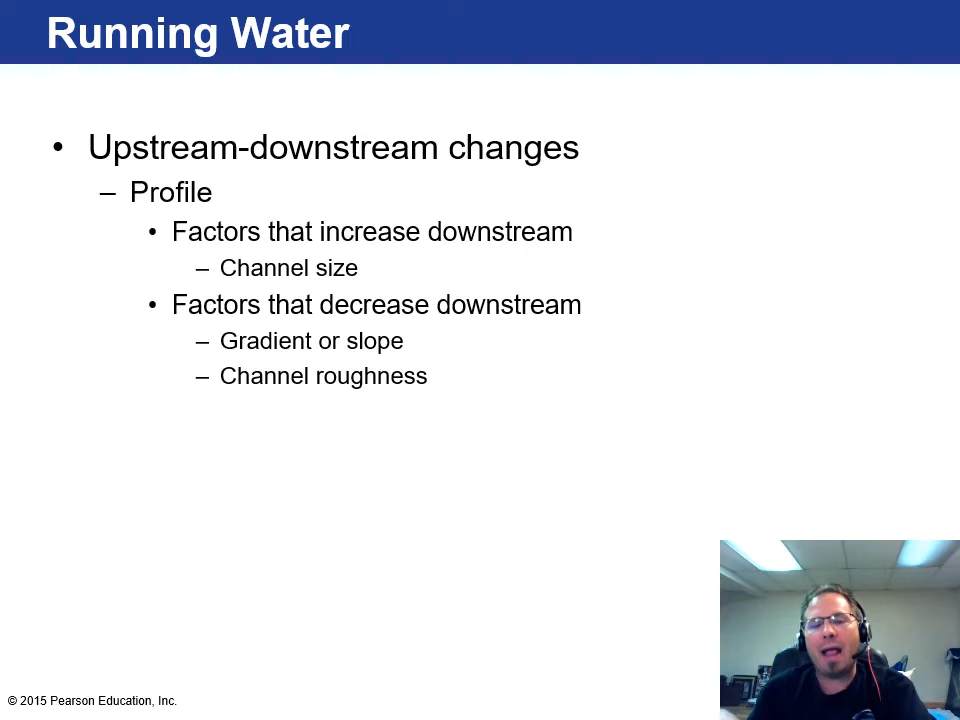 Running Water
• Upstream-downstream changes
– Profile
• Factors that increase downstream
– Channel size
• Factors that decrease downstream
– Gradient or slope
– Channel roughness
© 2015 Pearson Education, Inc.